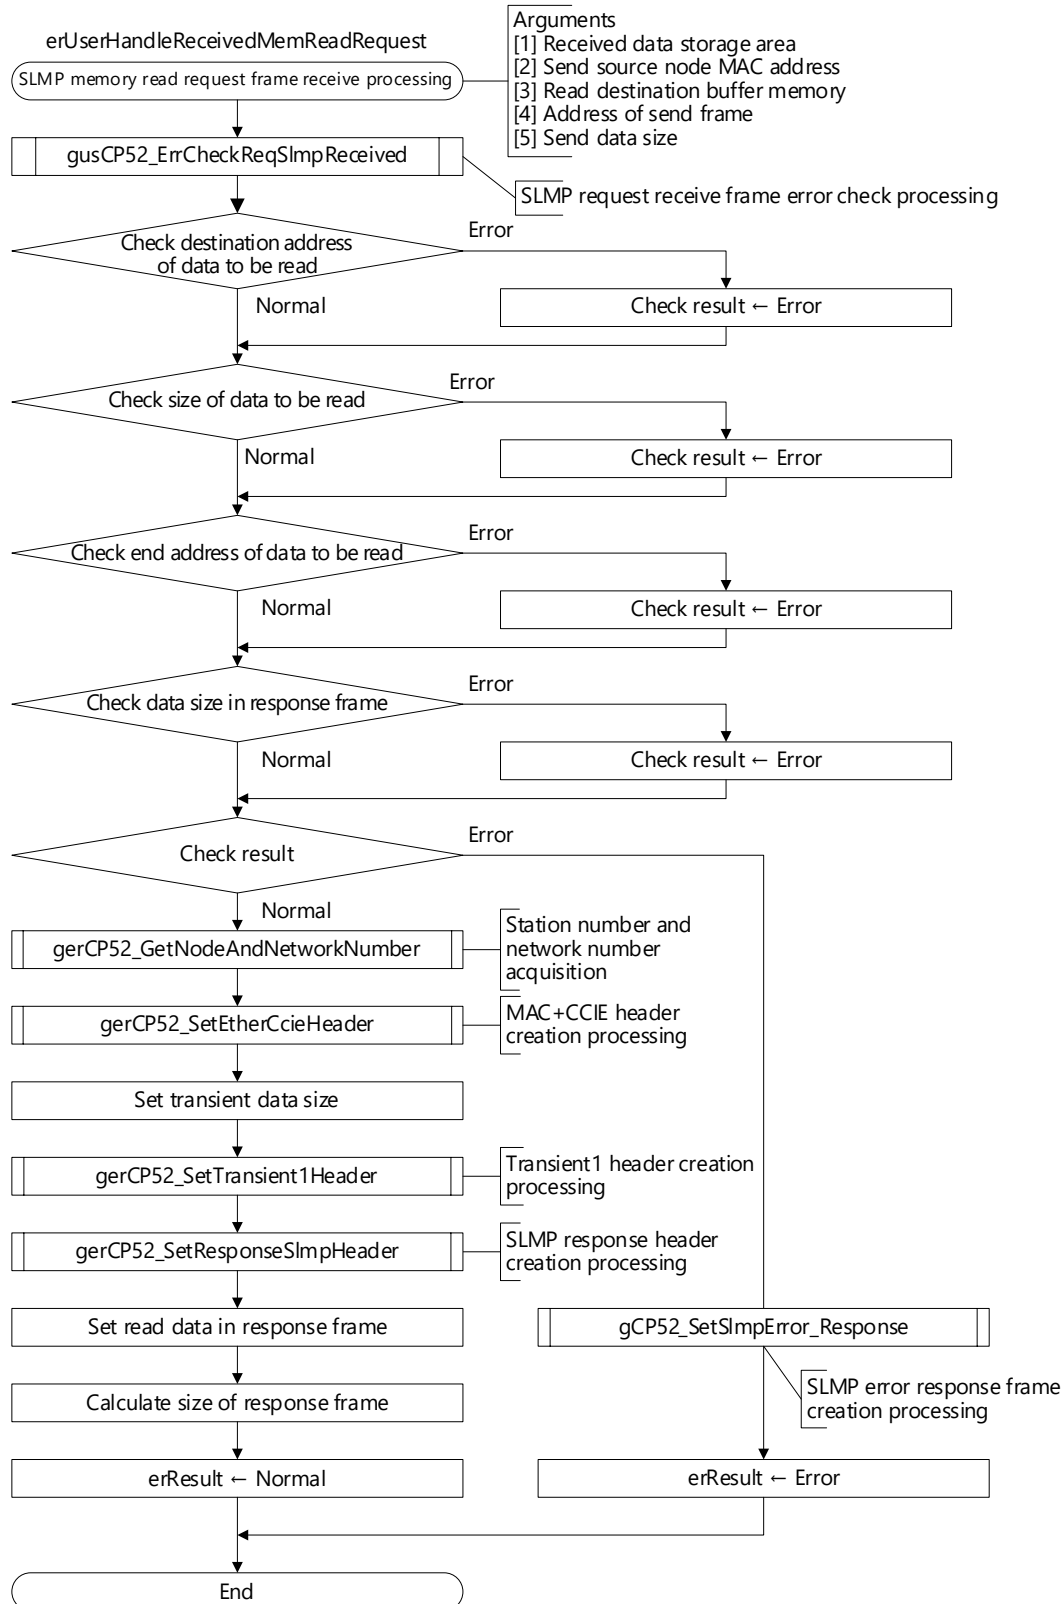 erUserHandleReceivedMemReadRequest
SLMP memory read request frame receive processing
Arguments
[1] Received data storage area
[2] Send source node MAC address
[3] Read destination buffer memory
[4] Address of send frame
[5] Send data size
gusCP52_ErrCheckReqSlmpReceived
SLMP request receive frame error check processing
Check destination address
of data to be read
Error
Normal
Check result ← Error
Check size of data to be read
Error
Normal
Check result ← Error
Check end address of data to be read
Error
Normal
Check result ← Error
Check data size in response frame
Error
Normal
Check result ← Error
Check result
Error
Normal
gerCP52_GetNodeAndNetworkNumber
Station number and
network number
acquisition
gerCP52_SetEtherCcieHeader
MAC+CCIE header
creation processing
Set transient data size
gerCP52_SetTransient1Header
Transient1 header creation
processing
gerCP52_SetResponseSlmpHeader
SLMP response header
creation processing
Set read data in response frame
gCP52_SetSlmpError_Response
SLMP error response frame
creation processing
Calculate size of response frame
erResult ← Normal
erResult ← Error
End